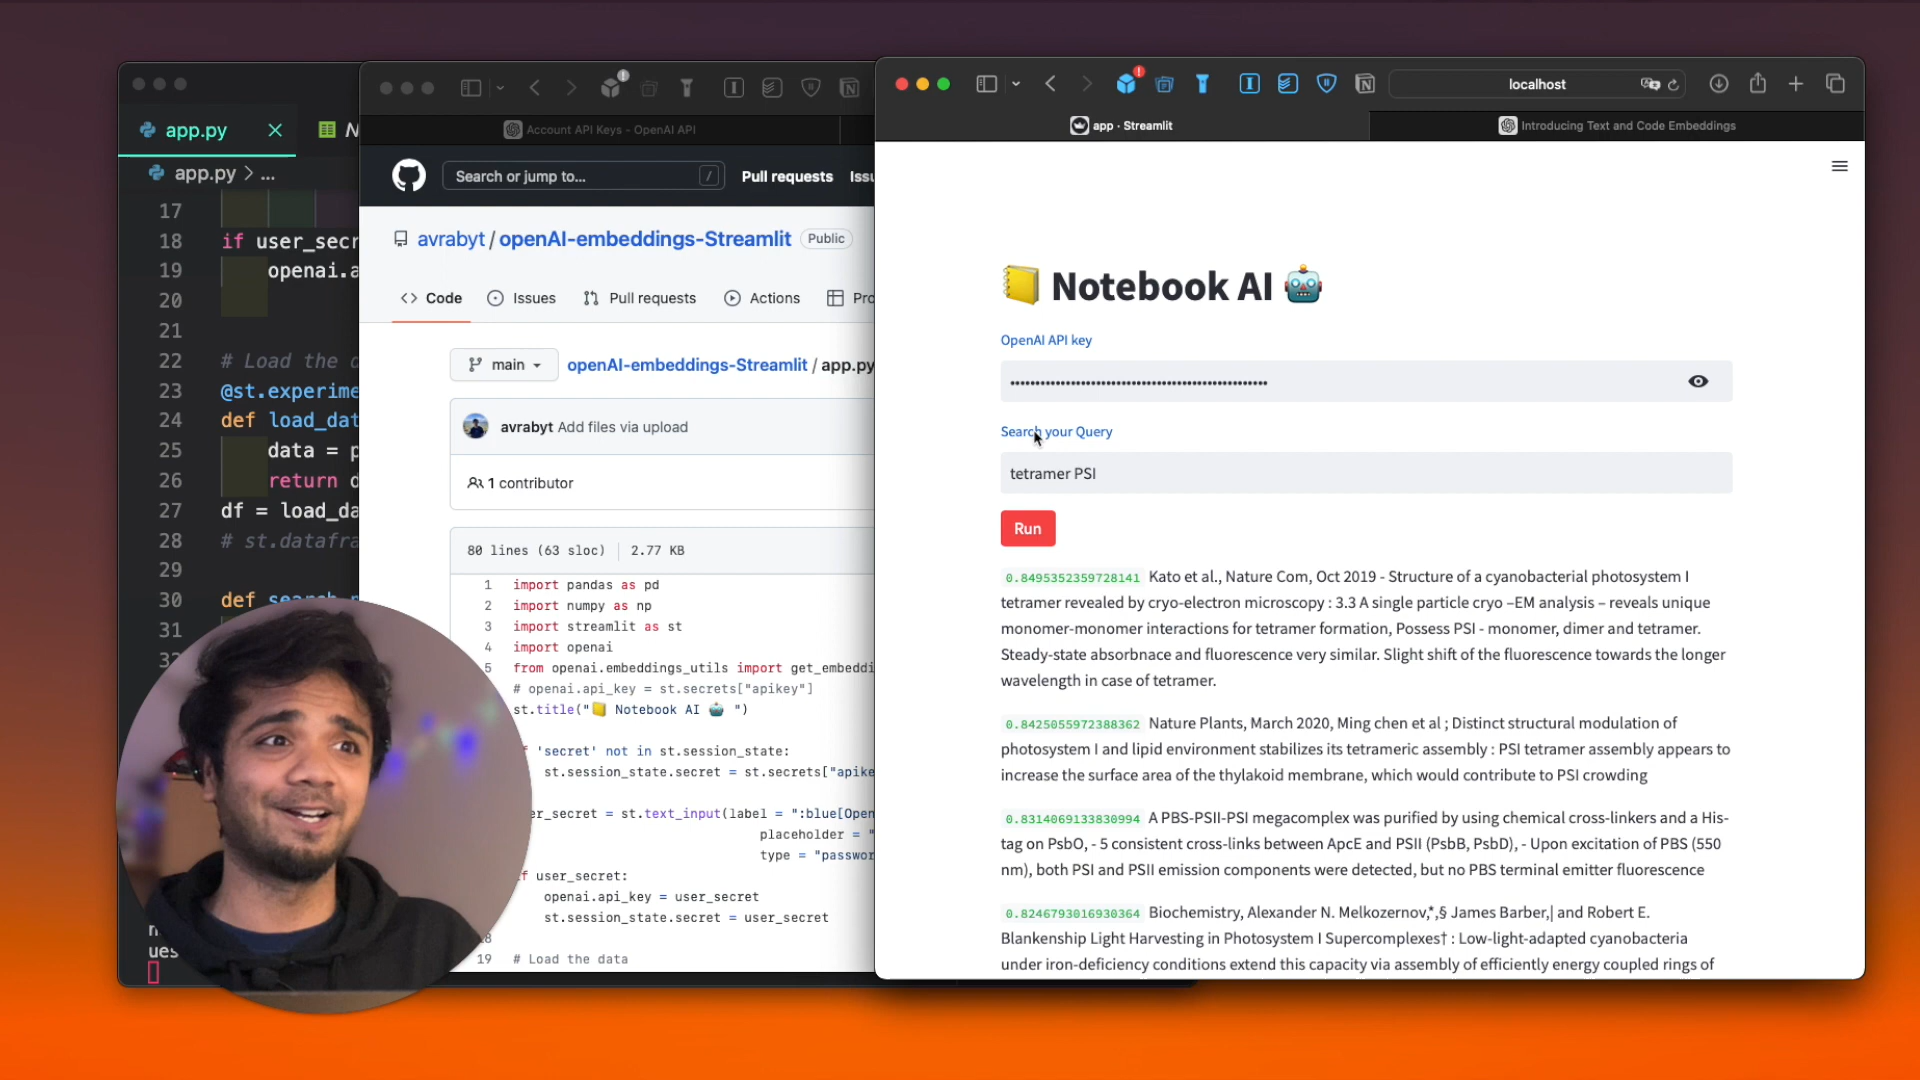 app.py
N
app.py > ...
17
18 if user_secr
19 openai.a
20
21
22 # Load the d
23 @st.experime
24 def load_dat
25 data = p
26 return d
27 df = load_da
28 # st.datafra
29
30 def
31
ues
Account API Keys - OpenAI API
Search or jump to... /
Pull requests
Issu
avrabyt / openAI-embeddings-Streamlit Public
Code Issues Pull requests Actions Pro
main openAI-embeddings-Streamlit / app.py
avrabyt Add files via upload
1 contributor
80 lines (63 sloc) 2.77 KB
1 import pandas as pd
2 import numpy as np
3 import streamlit as st
4 import openai
5 from openai.embeddings_utils import get_embeddi
# openai.api_key = st.secrets["apikey"]
st.title("📒 Notebook AI 🤖 ")
'secret' not in st.session_state:
st.session_state.secret = st.secrets["apike
er_secret = st.text_input(label = ":blue[Open
placeholder = "
type = "passwor
f user_secret:
openai.api_key = user_secret
st.session_state.secret = user_secret
18
19 # Load the data
localhost
app · Streamlit
Introducing Text and Code Embeddings
📒 Notebook AI 🤖
OpenAI API key
••••••••••••••••••••••••••••••••••••••••••••••••••••
Search your Query
tetramer PSI
Run
0.8495352359728141 Kato et al., Nature Com, Oct 2019 - Structure of a cyanobacterial photosystem I
tetramer revealed by cryo-electron microscopy : 3.3 A single particle cryo –EM analysis – reveals unique
monomer-monomer interactions for tetramer formation, Possess PSI - monomer, dimer and tetramer.
Steady-state absorbnace and fluorescence very similar. Slight shift of the fluorescence towards the longer
wavelength in case of tetramer.
0.8425055972388362 Nature Plants, March 2020, Ming chen et al ; Distinct structural modulation of
photosystem I and lipid environment stabilizes its tetrameric assembly : PSI tetramer assembly appears to
increase the surface area of the thylakoid membrane, which would contribute to PSI crowding
0.8314069133830994 A PBS-PSII-PSI megacomplex was purified by using chemical cross-linkers and a His-
tag on PsbO, - 5 consistent cross-links between ApcE and PSII (PsbB, PsbD), - Upon excitation of PBS (550
nm), both PSI and PSII emission components were detected, but no PBS terminal emitter fluorescence
0.8246793016930364 Biochemistry, Alexander N. Melkozernov,*,§ James Barber,| and Robert E.
Blankenship Light Harvesting in Photosystem I Supercomplexes† : Low-light-adapted cyanobacteria
under iron-deficiency conditions extend this capacity via assembly of efficiently energy coupled rings of